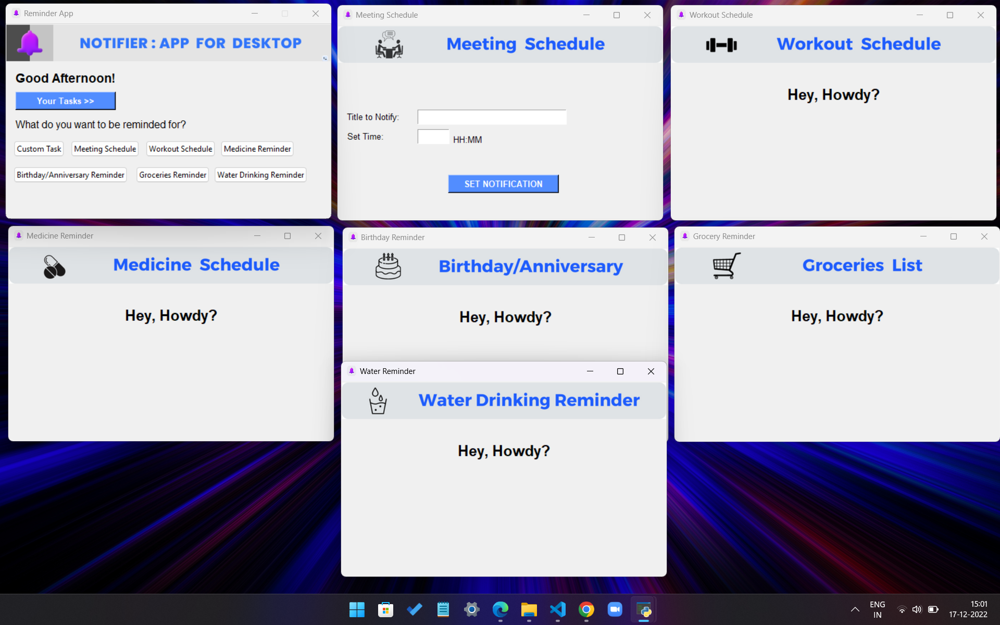 Reminder App
NOTIFIER : APP FOR DESKTOP
Good Afternoon!
Your Tasks >>
What do you want to be reminded for?
Custom Task
Meeting Schedule
Workout Schedule
Medicine Reminder
Birthday/Anniversary Reminder
Groceries Reminder
Water Drinking Reminder
Meeting Schedule
Meeting Schedule
Title to Notify:
Set Time:
HH:MM
SET NOTIFICATION
Workout Schedule
Workout Schedule
Hey, Howdy?
Medicine Reminder
Medicine Schedule
Hey, Howdy?
Birthday Reminder
Birthday/Anniversary
Hey, Howdy?
Grocery Reminder
Groceries List
Hey, Howdy?
Water Reminder
Water Drinking Reminder
Hey, Howdy?
ENG
IN
15:01
17-12-2022